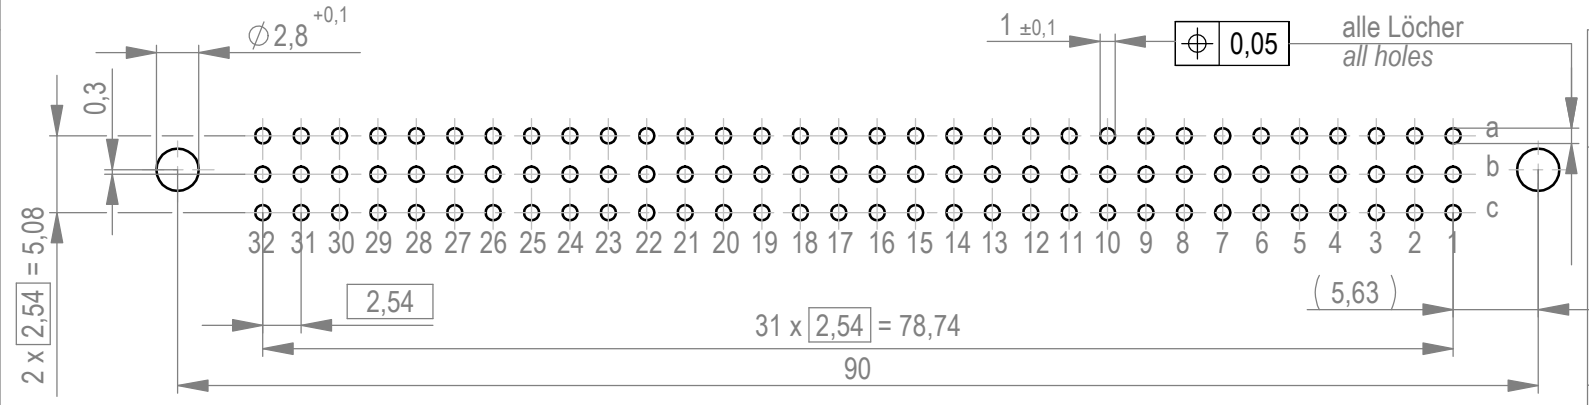 ⌀2,8 +0,1
1 ±0,1
⌖ 0,05
alle Löcher
all holes
0,3
a
b
c
32 31 30 29 28 27 26 25 24 23 22 21 20 19 18 17 16 15 14 13 12 11 10 9 8 7 6 5 4 3 2 1
2 x 2,54 = 5,08
2,54
(5,63)
31 x 2,54 = 78,74
90